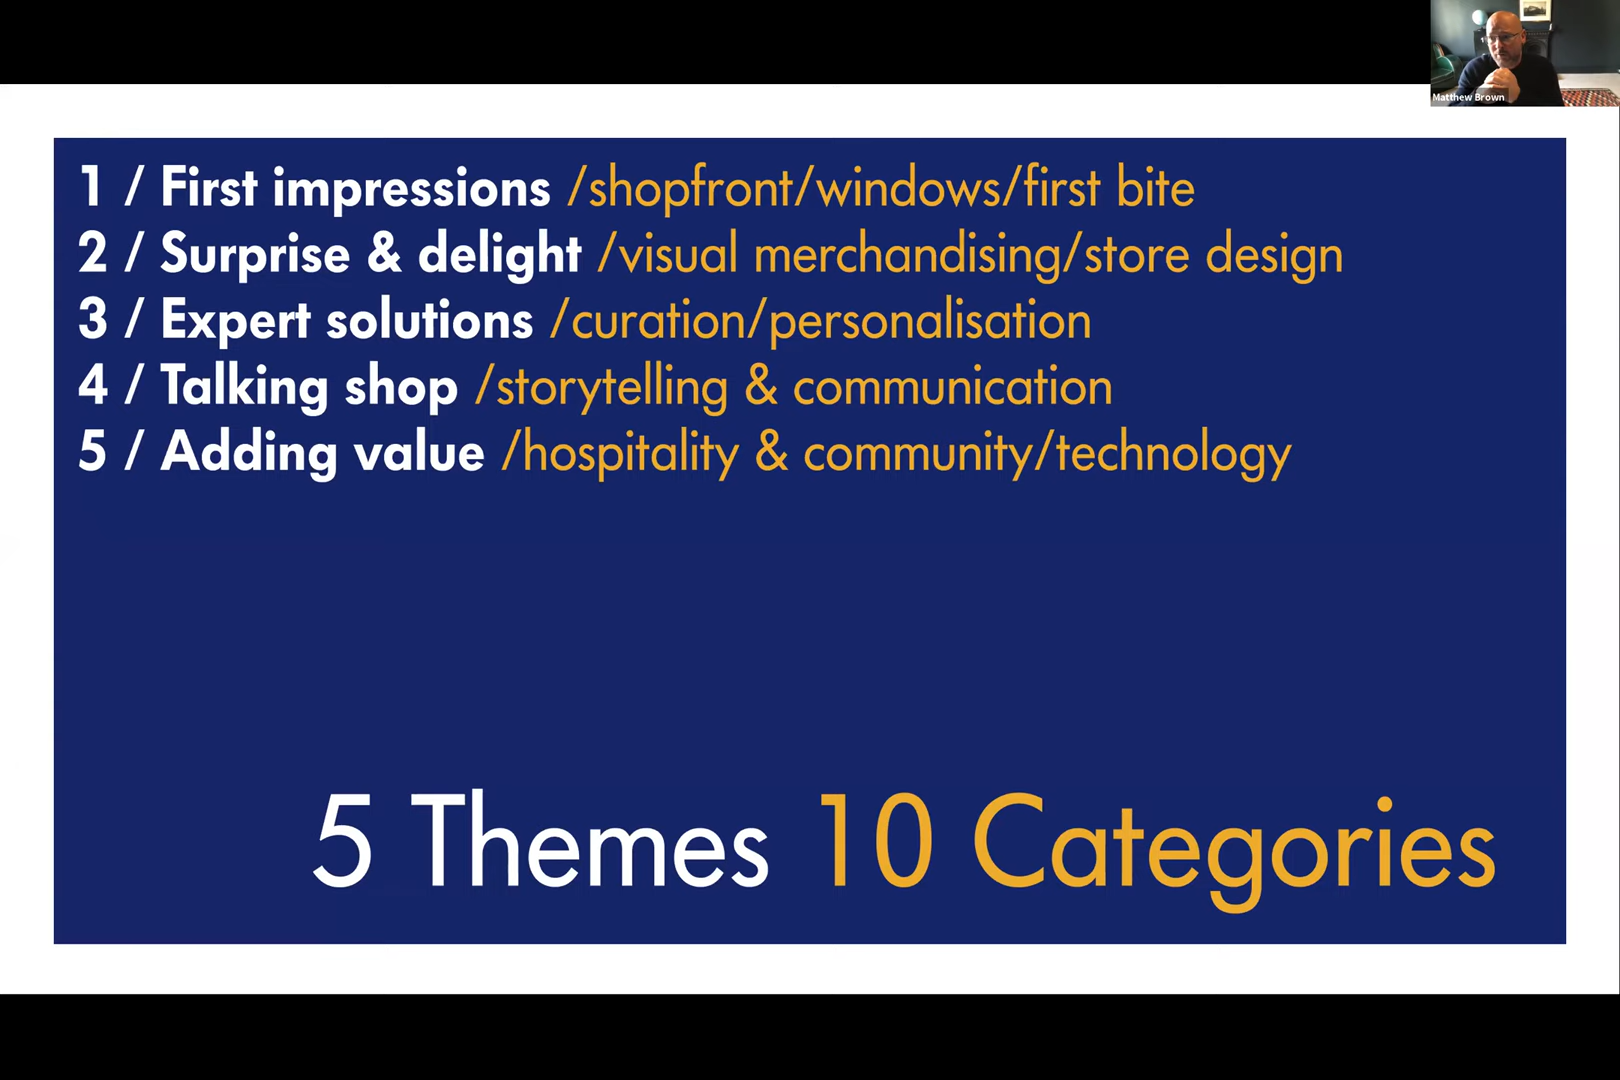 Matthew Brown
1 / First impressions /shopfront/windows/first bite
2 / Surprise & delight /visual merchandising/store design
3 / Expert solutions /curation/personalisation
4 / Talking shop /storytelling & communication
5 / Adding value /hospitality & community/technology
5 Themes 10 Categories